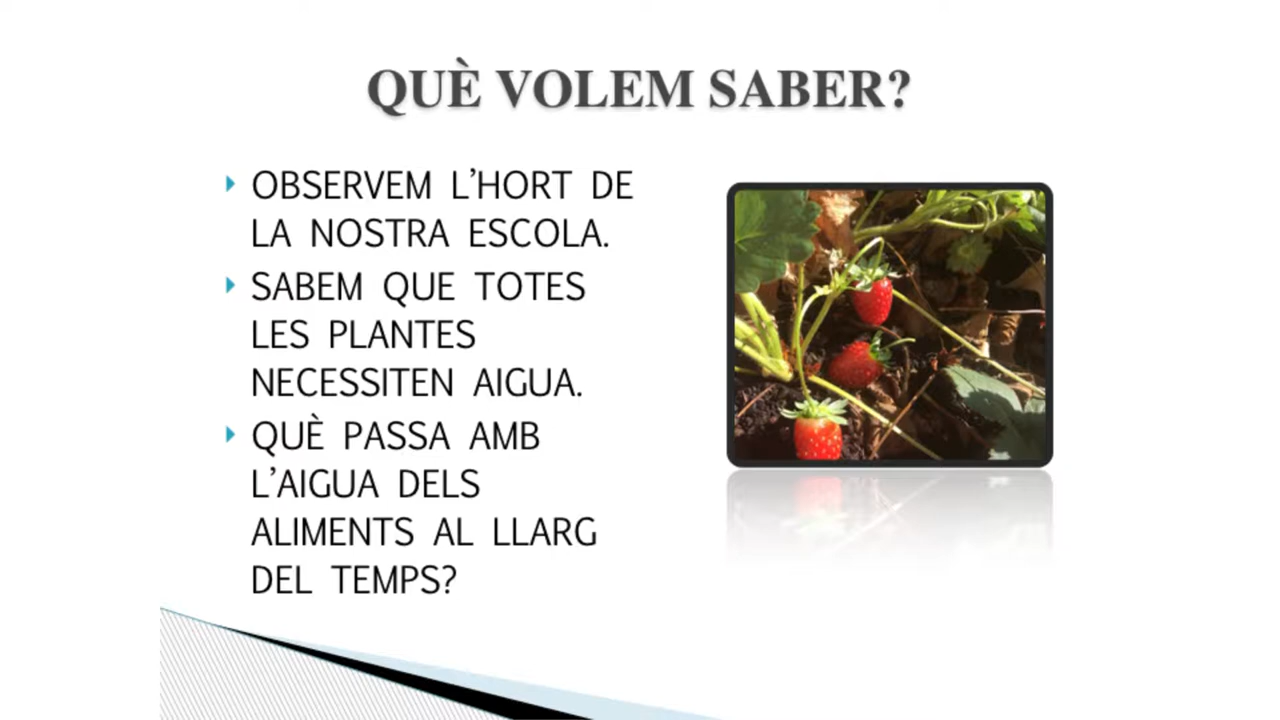 QUÈ VOLEM SABER?
OBSERVEM L'HORT DE
LA NOSTRA ESCOLA.
SABEM QUE TOTES
LES PLANTES
NECESSITEN AIGUA.
QUÈ PASSA AMB
L'AIGUA DELS
ALIMENTS AL LLARG
DEL TEMPS?